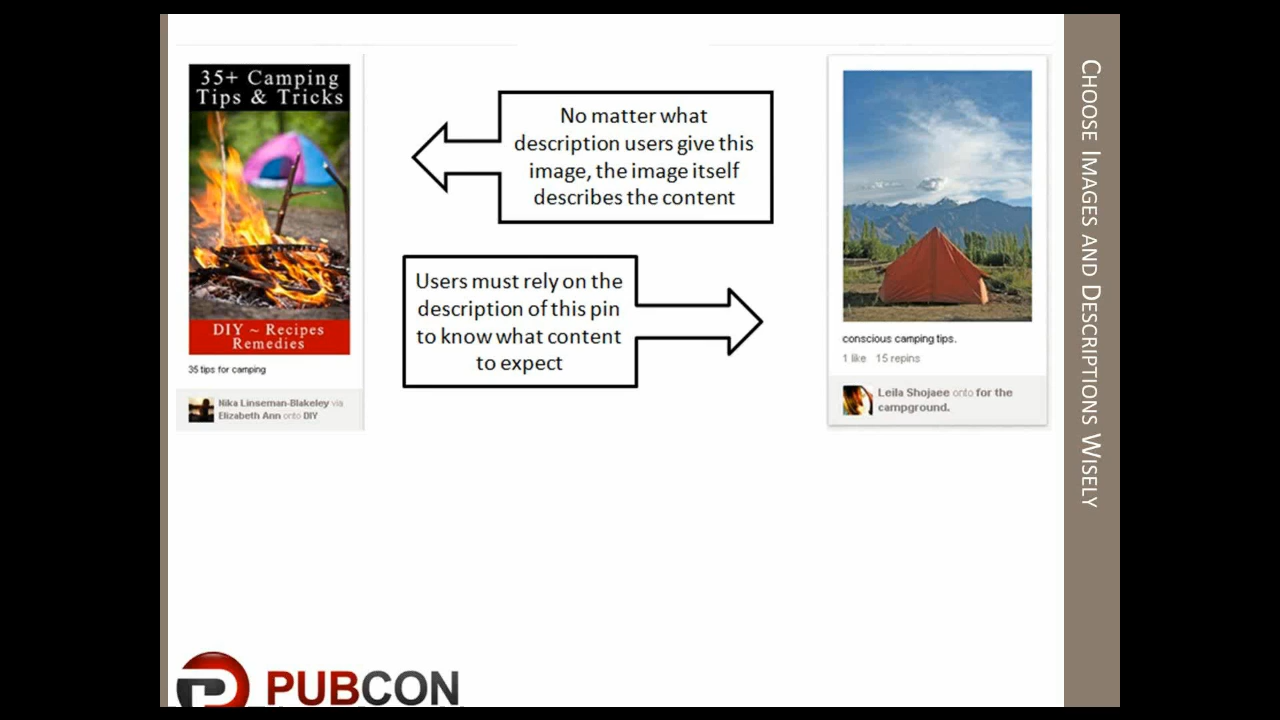 35+ Camping
Tips & Tricks
DIY ~ Recipes
Remedies
35 tips for camping
Nika Linseman-Blakeley via
Elizabeth Ann onto DIY
No matter what
description users give this
image, the image itself
describes the content
Users must rely on the
description of this pin
to know what content
to expect
conscious camping tips.
1 like 15 repins
Leila Shojaee onto for the
campground.
CHOOSE IMAGES AND DESCRIPTIONS WISELY
PUBCON